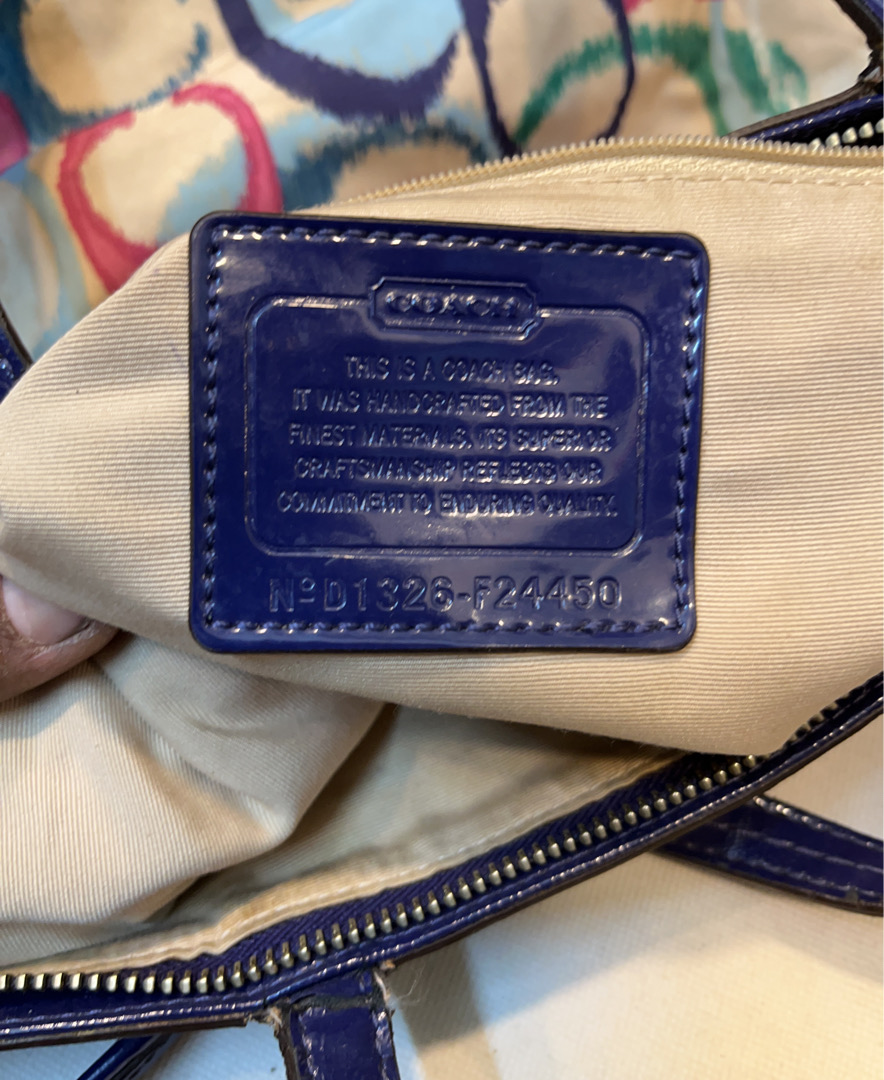 COACH
THIS IS A COACH BAG.
IT WAS HANDCRAFTED FROM THE
FINEST MATERIALS. ITS SUPERIOR
CRAFTSMANSHIP REFLECTS OUR
COMMITMENT TO ENDURING QUALITY.
Nº D1326-F24450